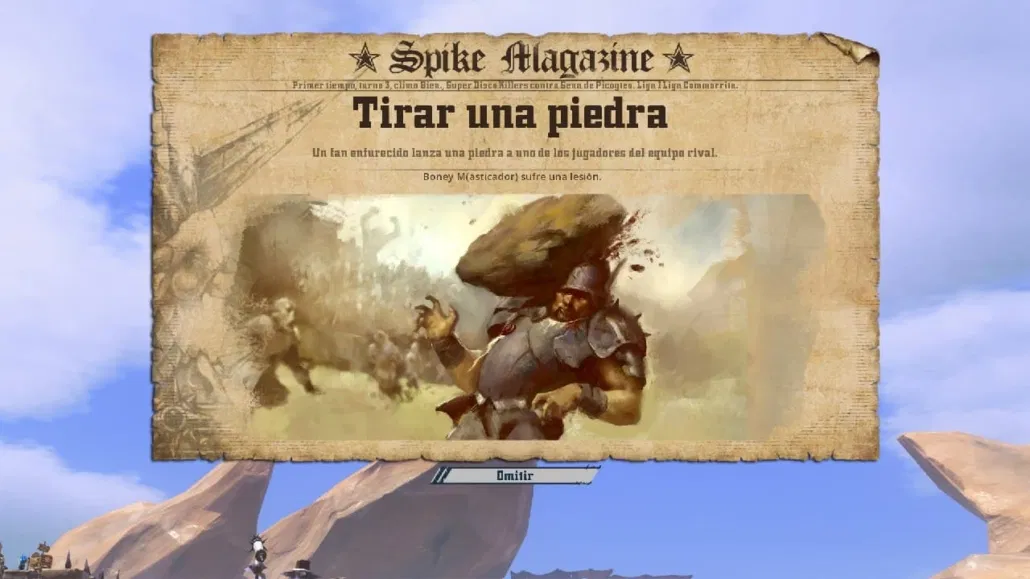 Spike Magazine
Primer tiempo, turno 3, clima Bien., Super Disco Killers contra Gexa de Picogies. Liga 1 Liga Commorrita.
Tirar una piedra
Un fan enfurecido lanza una piedra a uno de los jugadores del equipo rival.
Boney M(asticador) sufre una lesión.
Omitir